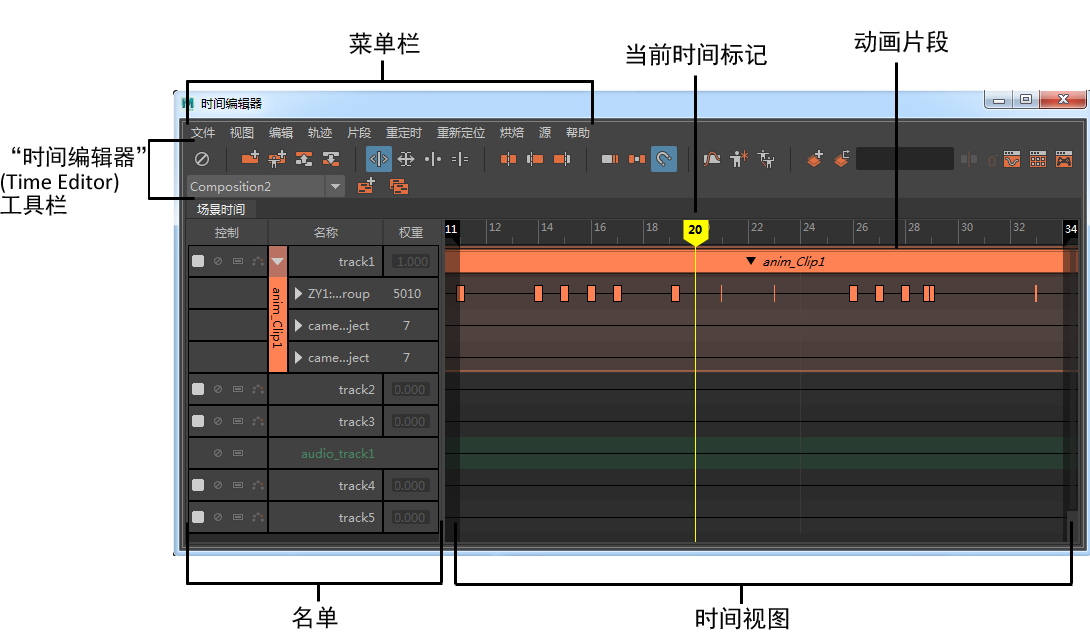 菜单栏
当前时间标记
动画片段
时间编辑器
文件 视图 编辑 轨迹 片段 重定时 重新定位 烘焙 源 帮助
“时间编辑器”
(Time Editor)
工具栏
Composition2
场景时间
控制 名称 权重
11 12 14 16 18 20 22 24 26 28 30 32 34
track1 1.000
anim_Clip1
anim_Clip1
ZY1:...roup 5010
came...ject 7
came...ject 7
track2 0.000
track3 0.000
audio_track1
track4 0.000
track5 0.000
名单
时间视图